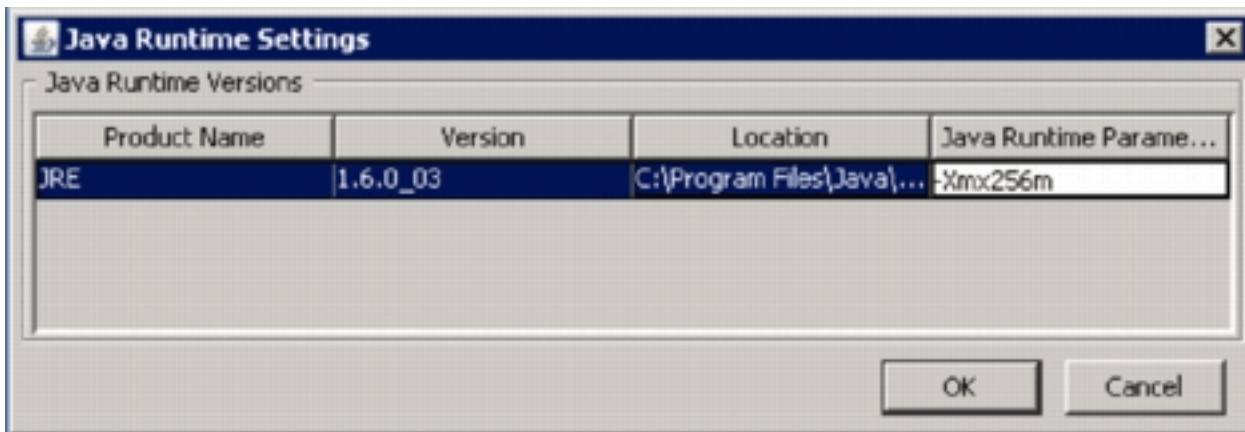 Java Runtime Settings
Java Runtime Versions
Product Name Version Location Java Runtime Parame...
JRE 1.6.0_03 C:\Program Files\Java\... -Xmx256m
OK Cancel